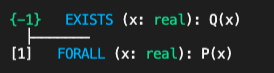 {-1}   EXISTS (x: real): Q(x)
  |-------
[1]   FORALL (x: real): P(x)